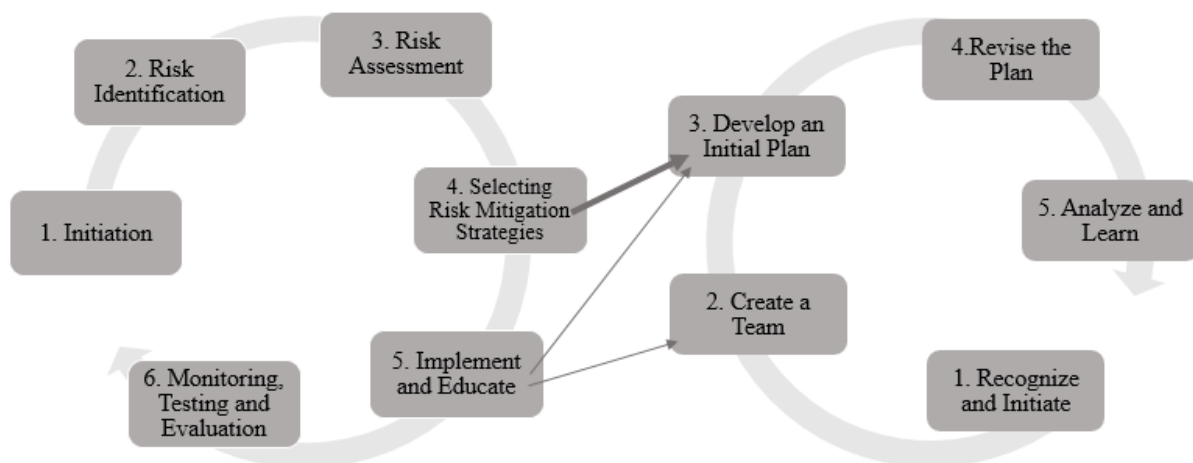 1. Initiation
2. Risk
Identification
3. Risk
Assessment
4. Selecting
Risk Mitigation
Strategies
5. Implement
and Educate
6. Monitoring,
Testing and
Evaluation
1. Recognize
and Initiate
2. Create a
Team
3. Develop an
Initial Plan
4.Revise the
Plan
5. Analyze and
Learn